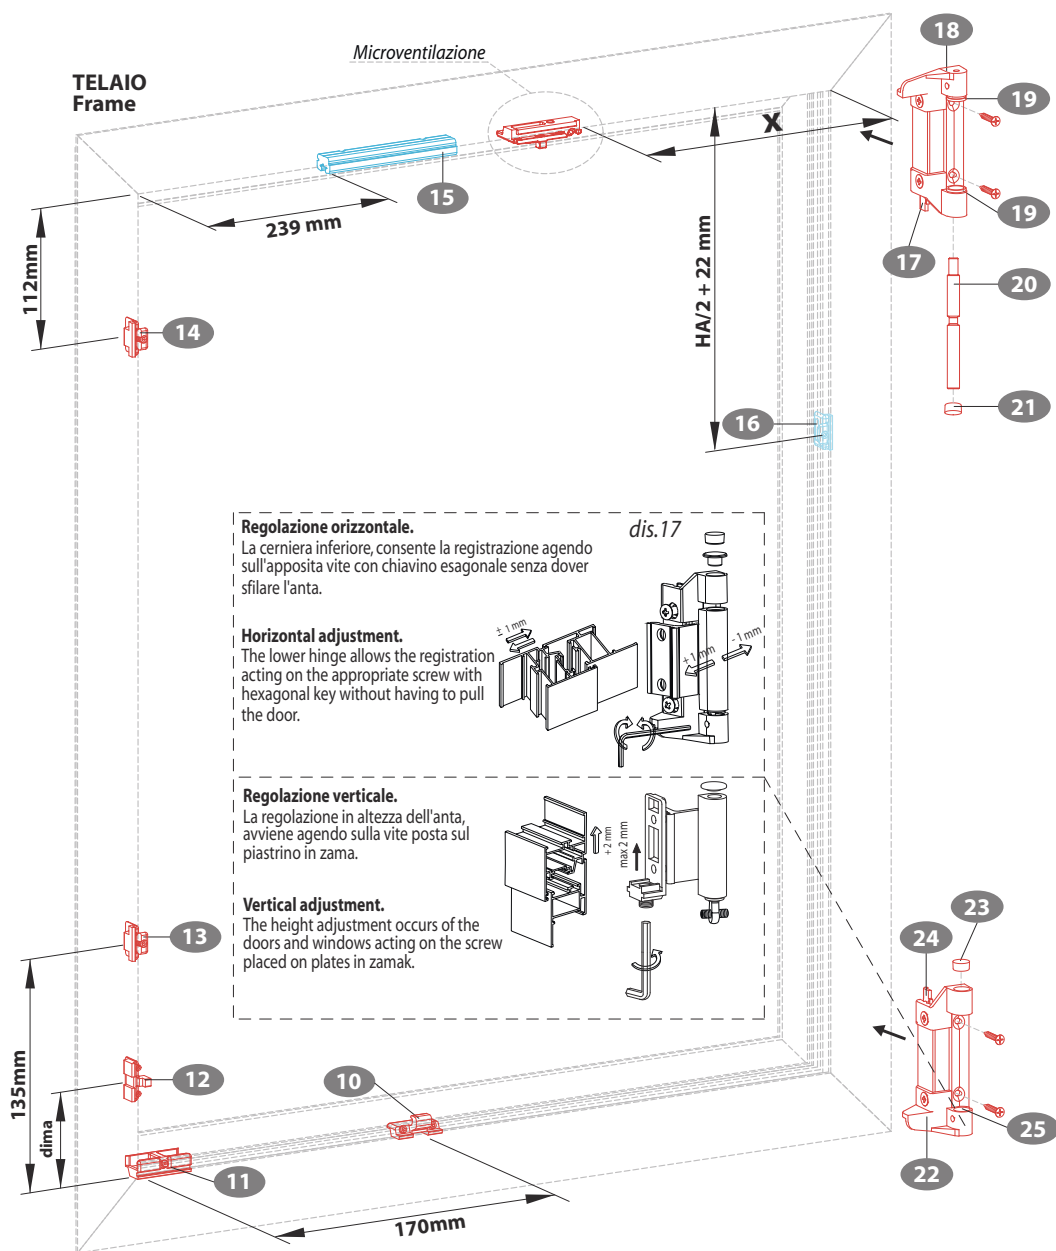 Microventilazione
TELAIO
Frame
18
19
X
15
239 mm
19
17
20
112mm
14
HA/2 + 22 mm
21
16
Regolazione orizzontale.
dis.17
La cerniera inferiore, consente la registrazione agendo
sull'apposita vite con chiavino esagonale senza dover
sfilare l'anta.
Horizontal adjustment.
The lower hinge allows the registration
acting on the appropriate screw with
hexagonal key without having to pull
the door.
± 1 mm
+1 mm
-1 mm
Regolazione verticale.
La regolazione in altezza dell'anta,
avviene agendo sulla vite posta sul
piastrino in zama.
Vertical adjustment.
The height adjustment occurs of the
doors and windows acting on the screw
placed on plates in zamak.
+2 mm
max 2 mm
13
23
24
135mm
12
dima
10
11
25
22
170mm